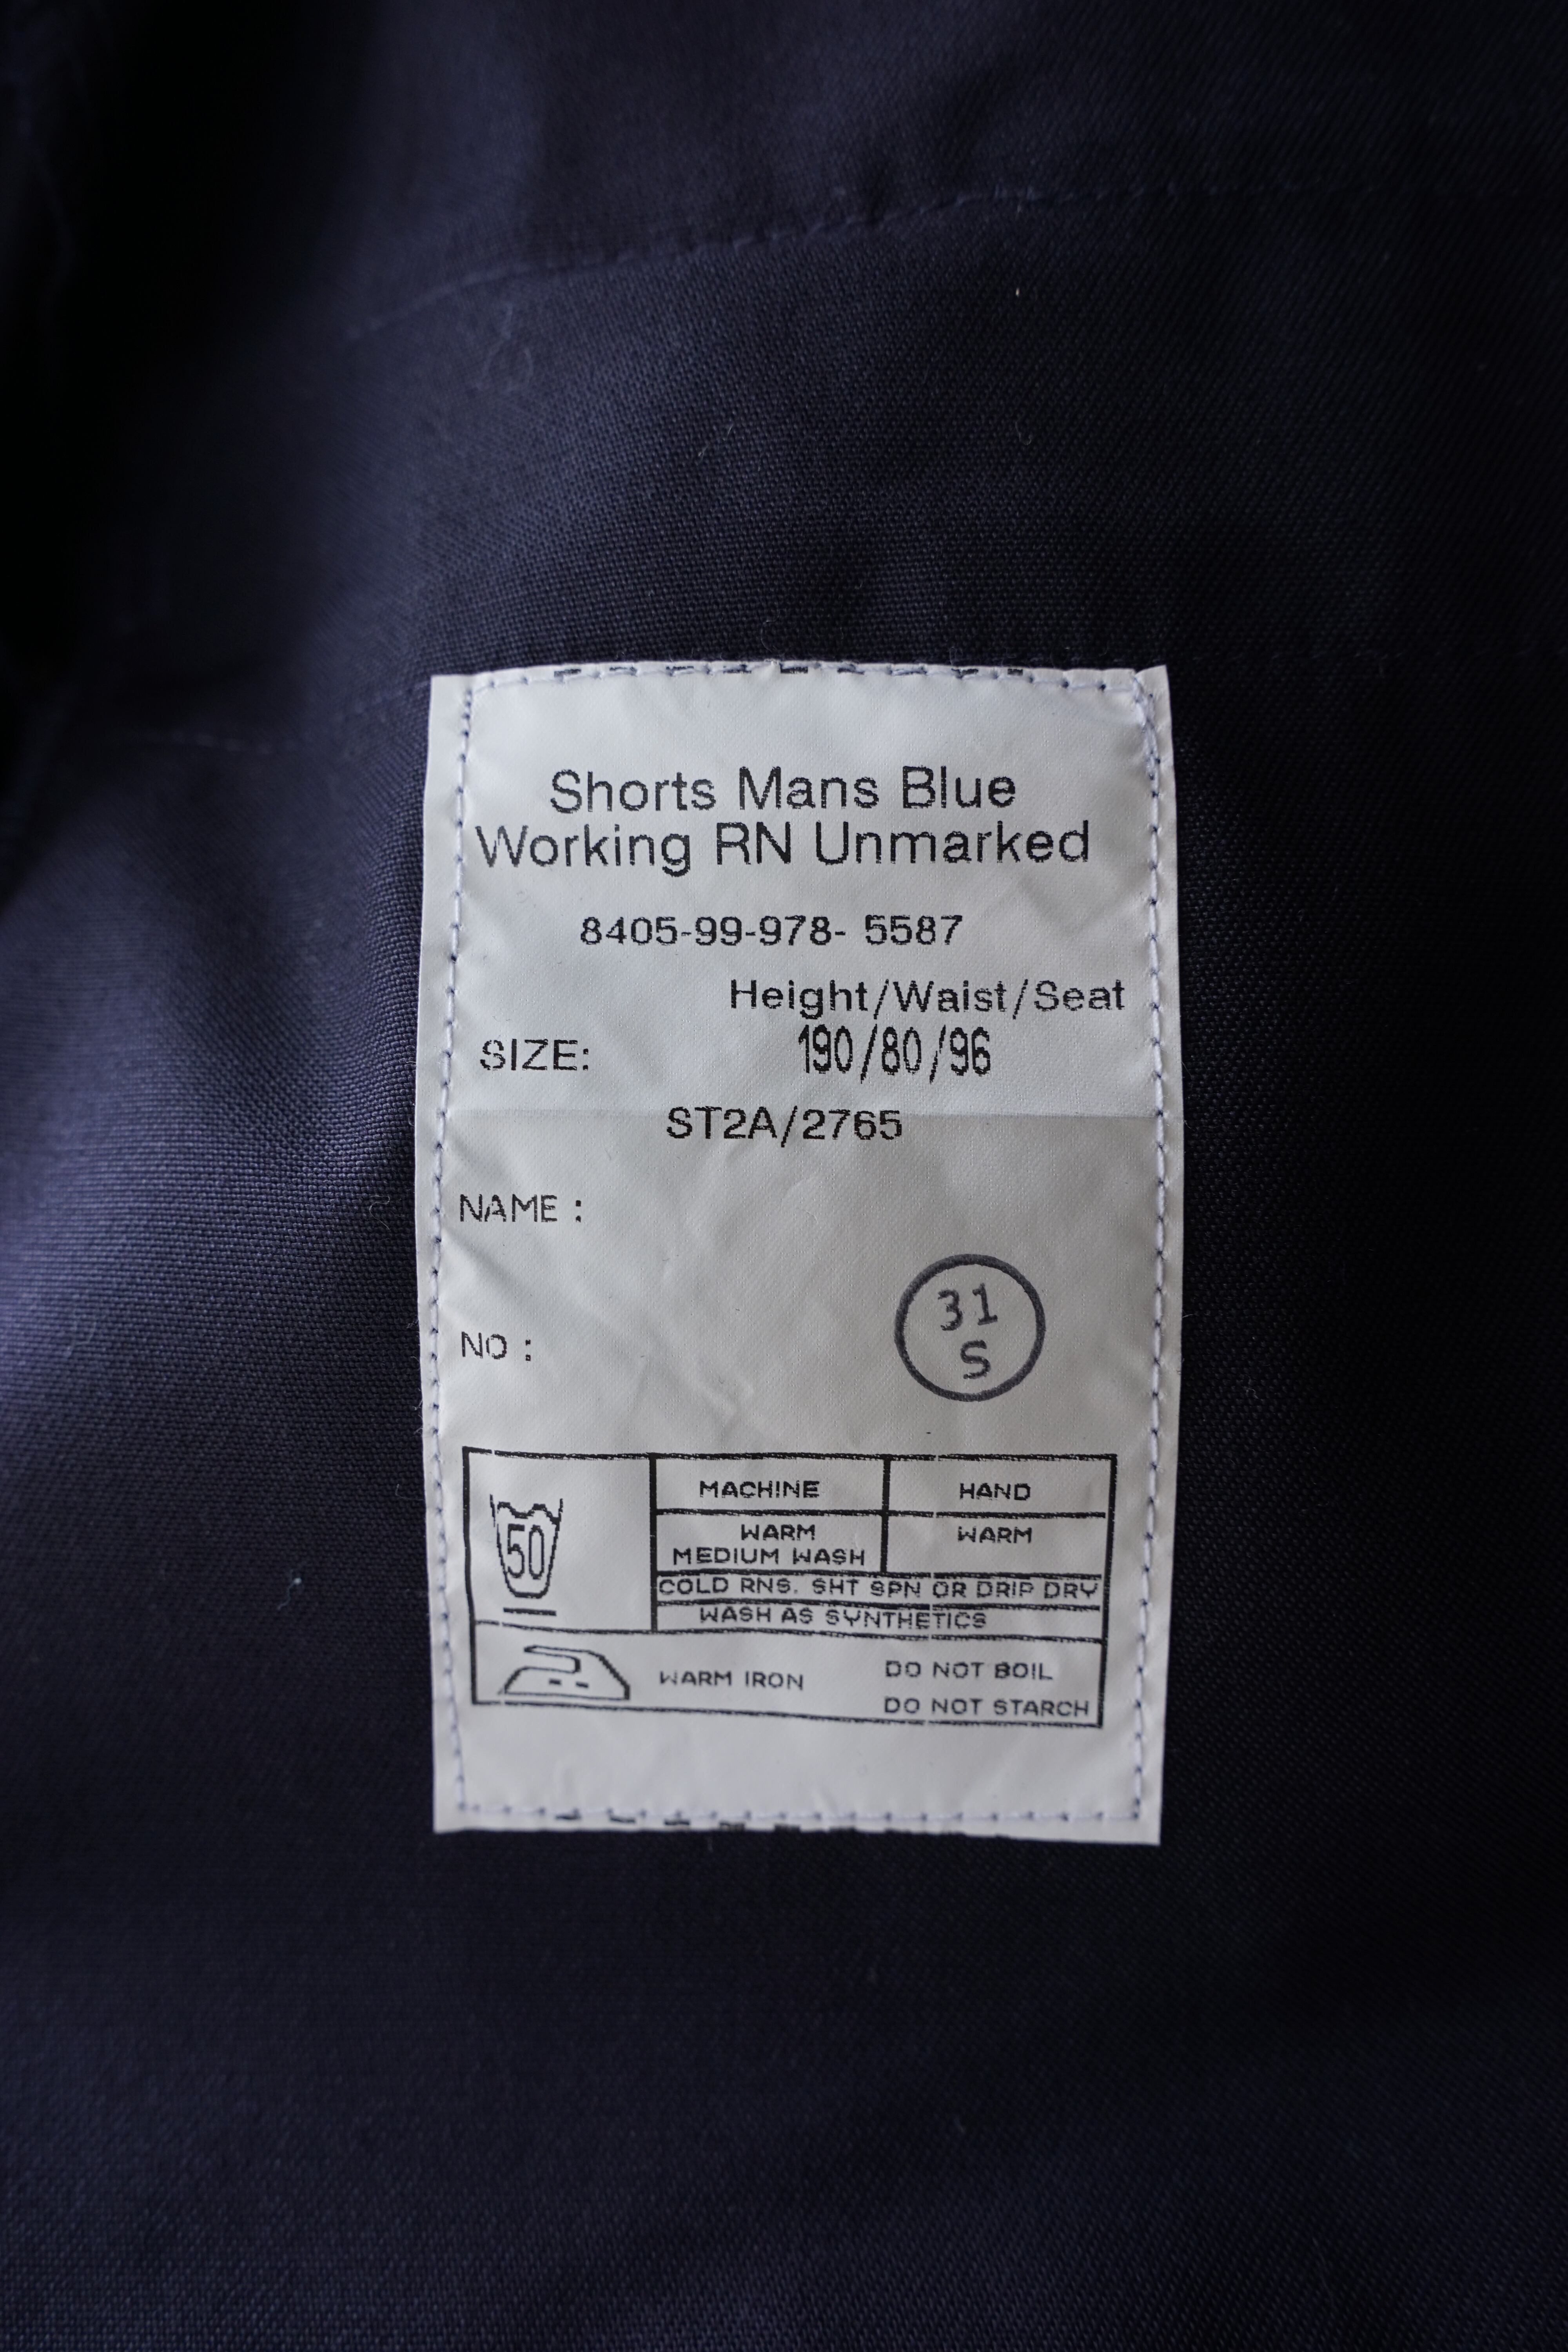 Shorts Mans Blue
Working RN Unmarked
8405-99-978- 5587
Height/Waist/Seat
SIZE: 190/80/96
ST2A/2765
NAME :
31
S
NO :
MACHINE HAND
50
WARM WARM
MEDIUM WASH
COLD RNS. SHT SPN OR DRIP DRY
WASH AS SYNTHETICS
WARM IRON DO NOT BOIL
DO NOT STARCH